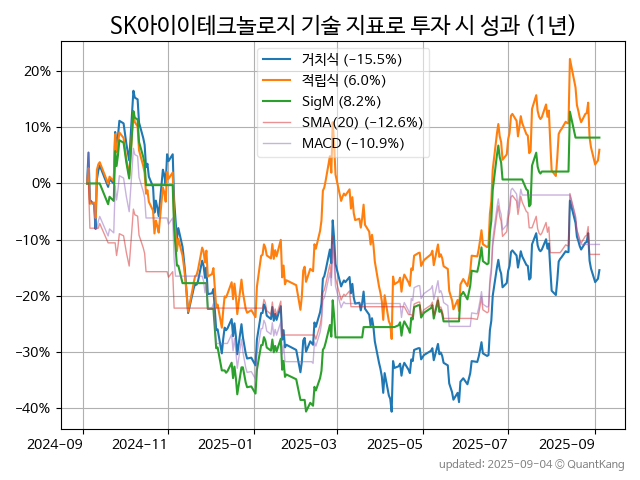 SK아이이테크놀로지 기술 지표로 투자 시 성과 (1년)
거치식 (−15.5%)
적립식 (6.0%)
SigM (8.2%)
SMA(20) (−12.6%)
MACD (−10.9%)
20%
10%
0%
−10%
−20%
−30%
−40%
2024-09 2024-11 2025-01 2025-03 2025-05 2025-07 2025-09
updated: 2025-09-04 © QuantKang